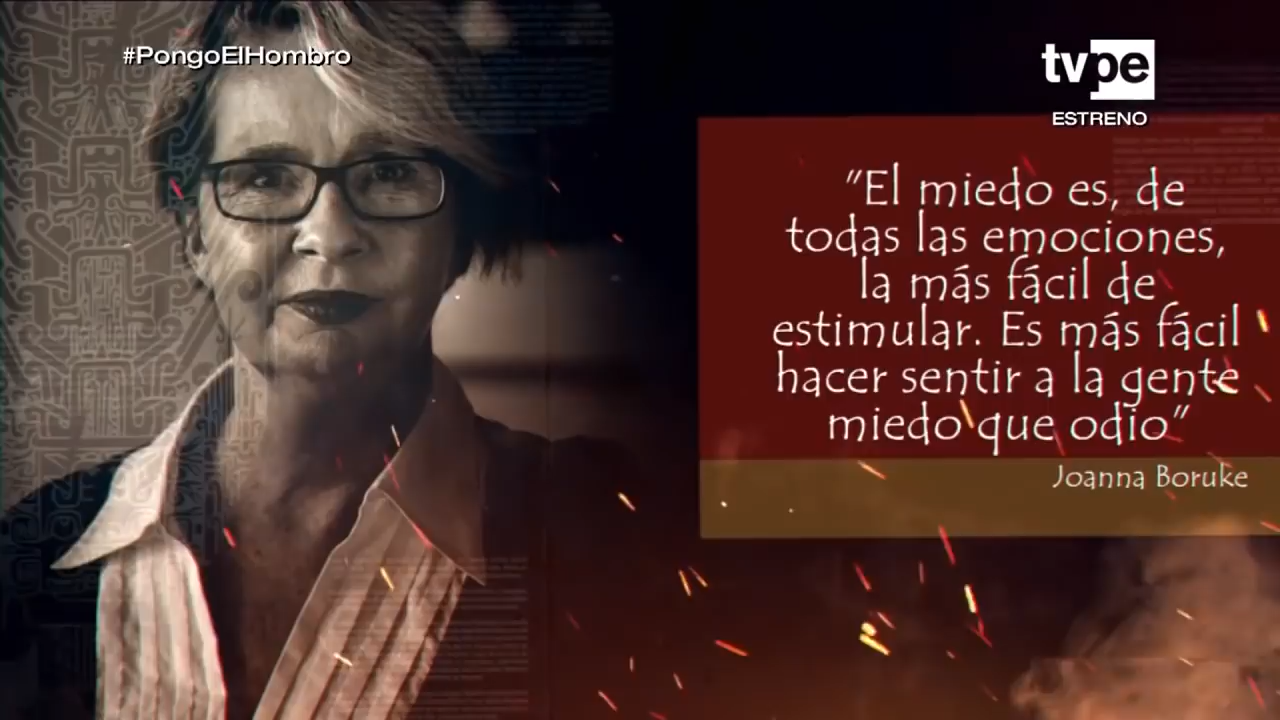 #PongoElHombro
tvpe
ESTRENO
"El miedo es, de
todas las emociones,
la más fácil de
estimular. Es más fácil
hacer sentir a la gente
miedo que odio"
Joanna Boruke